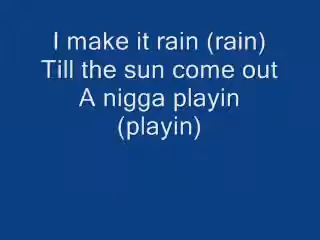 I make it rain (rain)
Till the sun come out
A nigga playin
(playin)